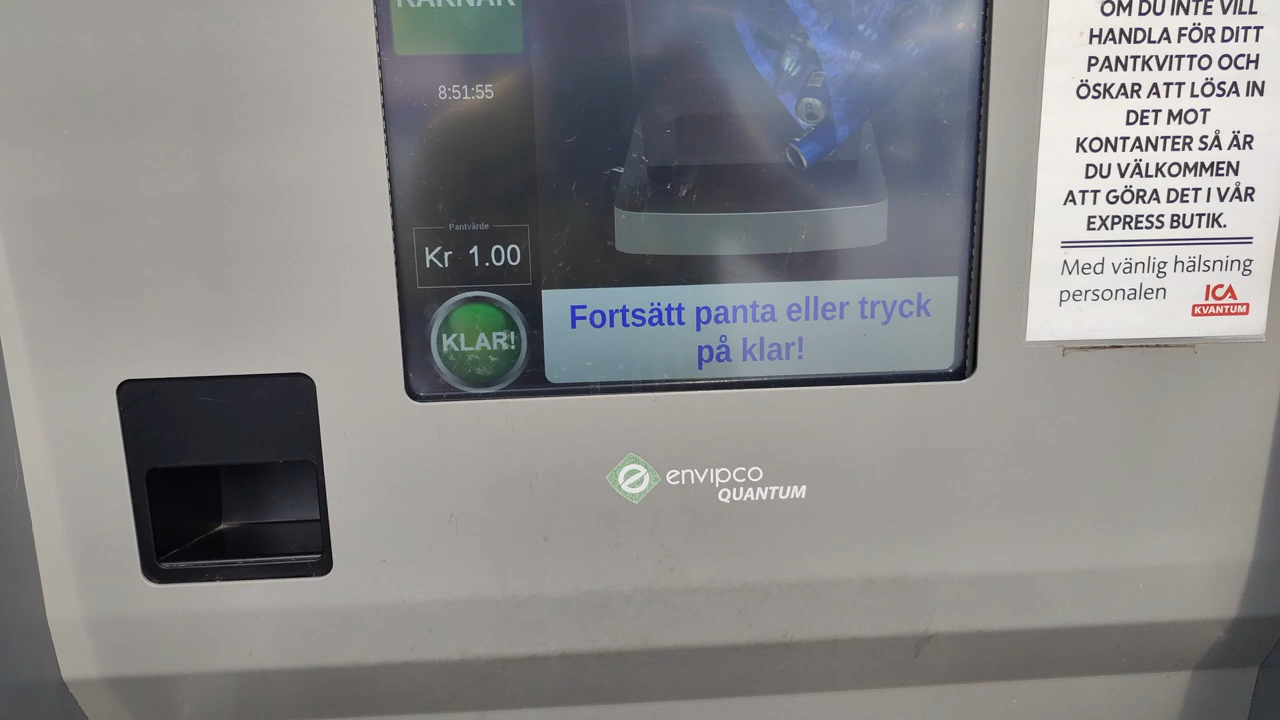 RÄKNAR
8:51:55
Pantvärde
Kr 1.00
KLAR!
Fortsätt panta eller tryck
på klar!
envipco
QUANTUM
OM DU INTE VILL
HANDLA FÖR DITT
PANTKVITTO OCH
ÖSKAR ATT LÖSA IN
DET MOT
KONTANTER SÅ ÄR
DU VÄLKOMMEN
ATT GÖRA DET I VÅR
EXPRESS BUTIK.
Med vänlig hälsning
personalen
ICA
KVANTUM